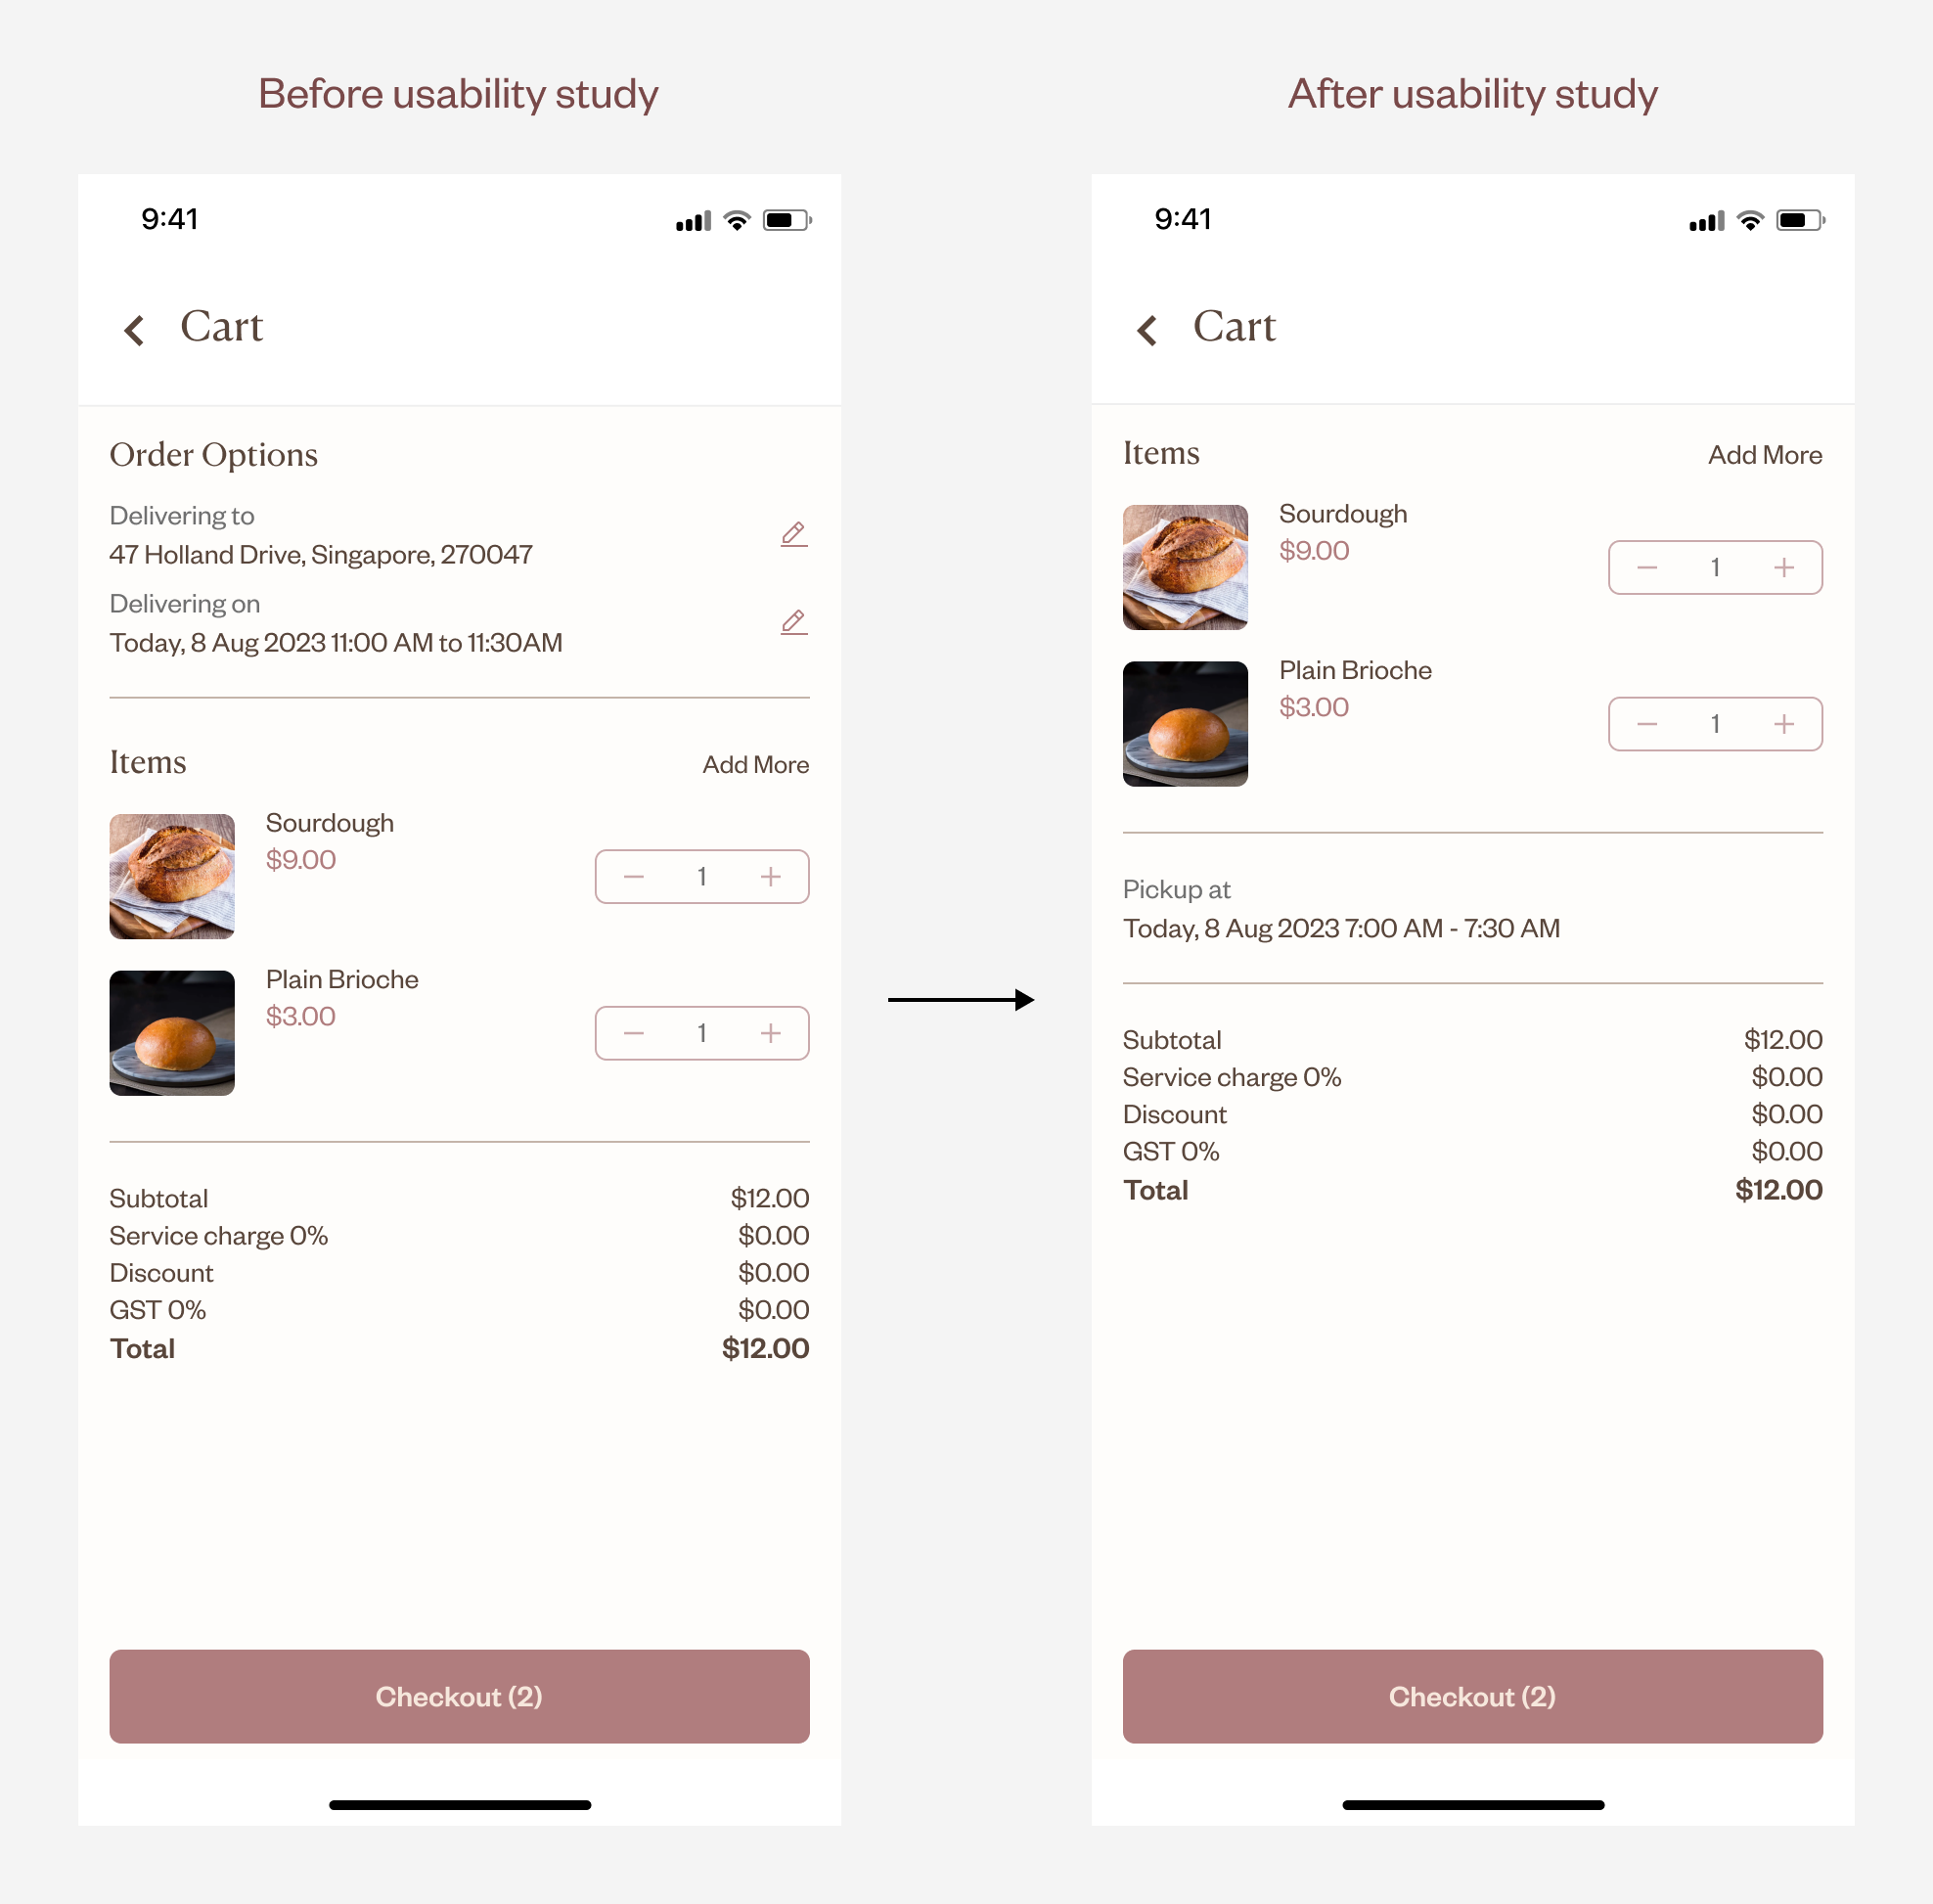 Before usability study
9:41
Cart
Order Options
Delivering to
47 Holland Drive, Singapore, 270047
Delivering on
Today, 8 Aug 2023 11:00 AM to 11:30AM
Items Add More
Sourdough
$9.00
1
Plain Brioche
$3.00
1
Subtotal $12.00
Service charge 0% $0.00
Discount $0.00
GST 0% $0.00
Total $12.00
Checkout (2)
After usability study
9:41
Cart
Items Add More
Sourdough
$9.00
1
Plain Brioche
$3.00
1
Pickup at
Today, 8 Aug 2023 7:00 AM - 7:30 AM
Subtotal $12.00
Service charge 0% $0.00
Discount $0.00
GST 0% $0.00
Total $12.00
Checkout (2)